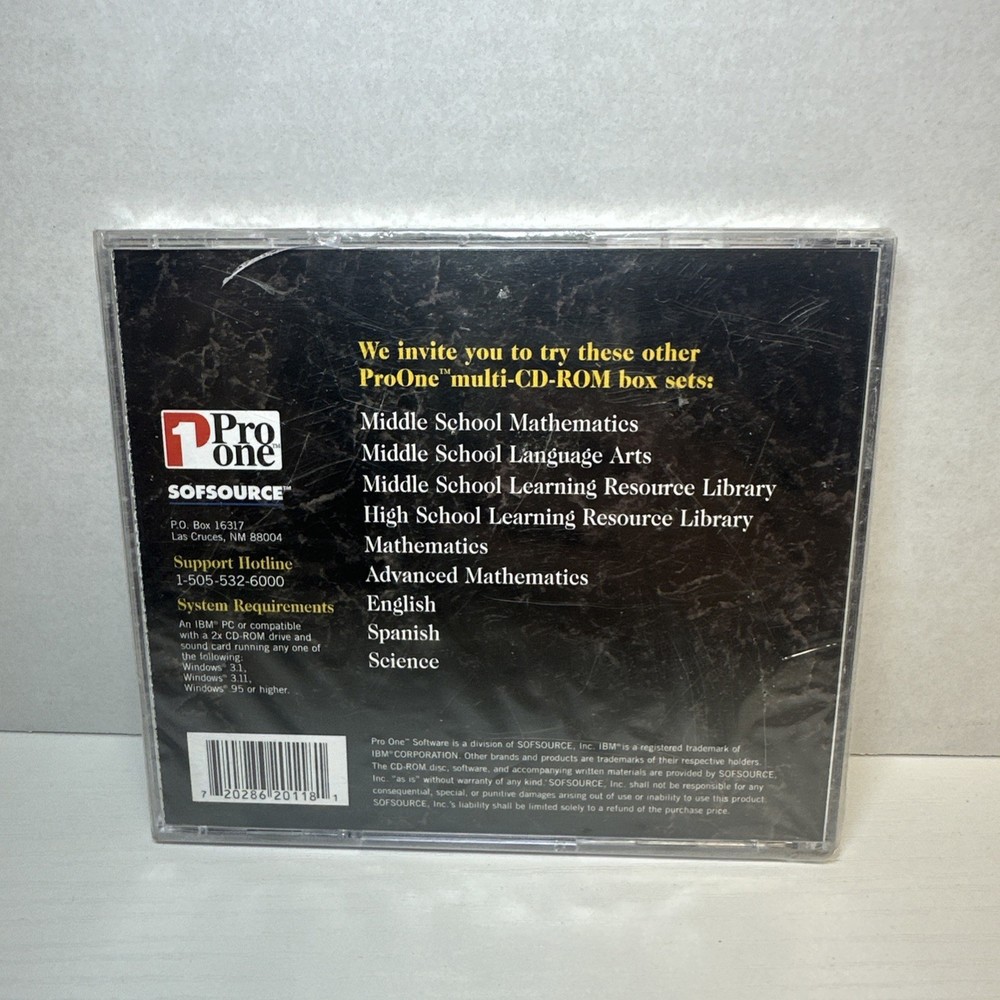 We invite you to try these other
ProOne™ multi-CD-ROM box sets:
Middle School Mathematics
Middle School Language Arts
Middle School Learning Resource Library
High School Learning Resource Library
Mathematics
Advanced Mathematics
English
Spanish
Science
1 Pro
one™
SOFSOURCE™
P.O. Box 16317
Las Cruces, NM 88004
Support Hotline
1-505-532-6000
System Requirements
An IBM® PC or compatible
with a 2x CD-ROM drive and
sound card running any one of
the following:
Windows® 3.1,
Windows® 3.11,
Windows® 95 or higher.
7 20286 20118 1
Pro One™ Software is a division of SOFSOURCE, Inc. IBM® is a registered trademark of
IBM® CORPORATION. Other brands and products are trademarks of their respective holders.
The CD-ROM disc, software, and accompanying written materials are provided by SOFSOURCE,
Inc. "as is" without warranty of any kind. SOFSOURCE, Inc. shall not be responsible for any
consequential, special, or punitive damages arising out of use or inability to use this product.
SOFSOURCE, Inc.'s liability shall be limited solely to a refund of the purchase price.